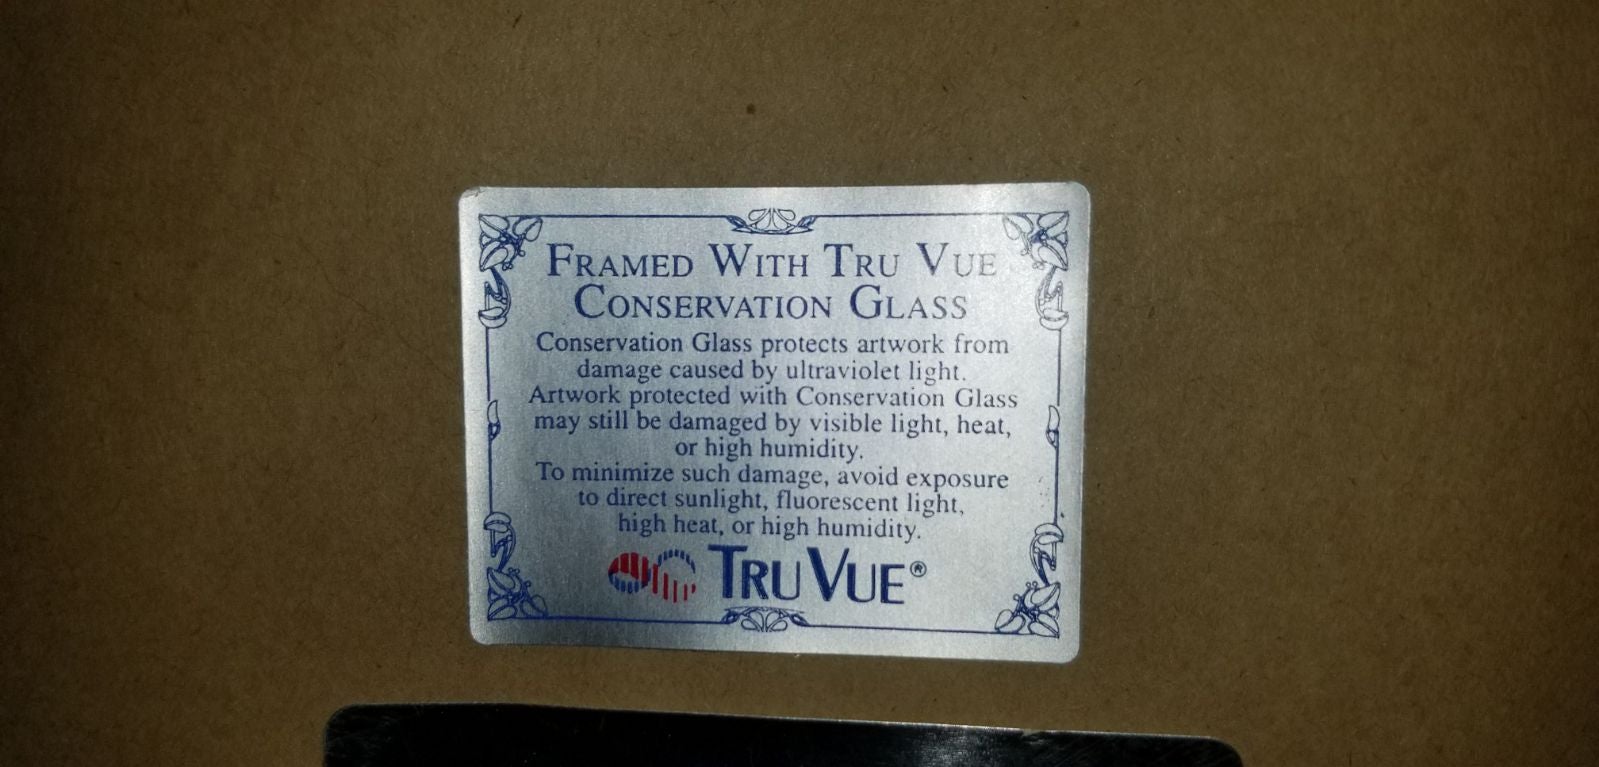 FRAMED WITH TRU VUE
CONSERVATION GLASS
Conservation Glass protects artwork from
damage caused by ultraviolet light.
Artwork protected with Conservation Glass
may still be damaged by visible light, heat,
or high humidity.
To minimize such damage, avoid exposure
to direct sunlight, fluorescent light,
high heat, or high humidity.
TRU VUE®